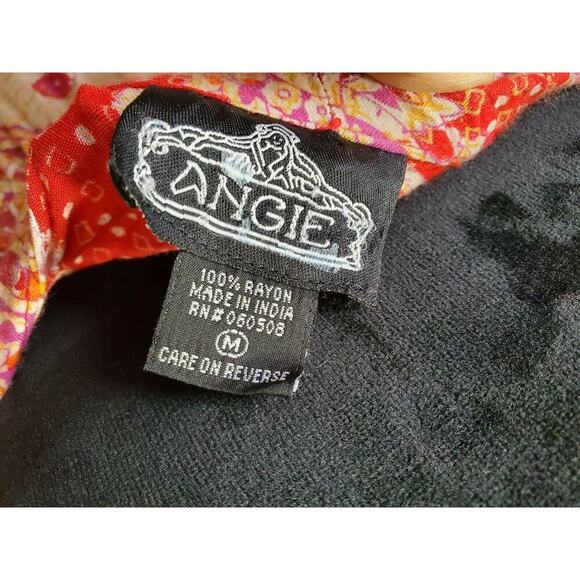 ANGIE
100% RAYON
MADE IN INDIA
RN# 060508
M
CARE ON REVERSE